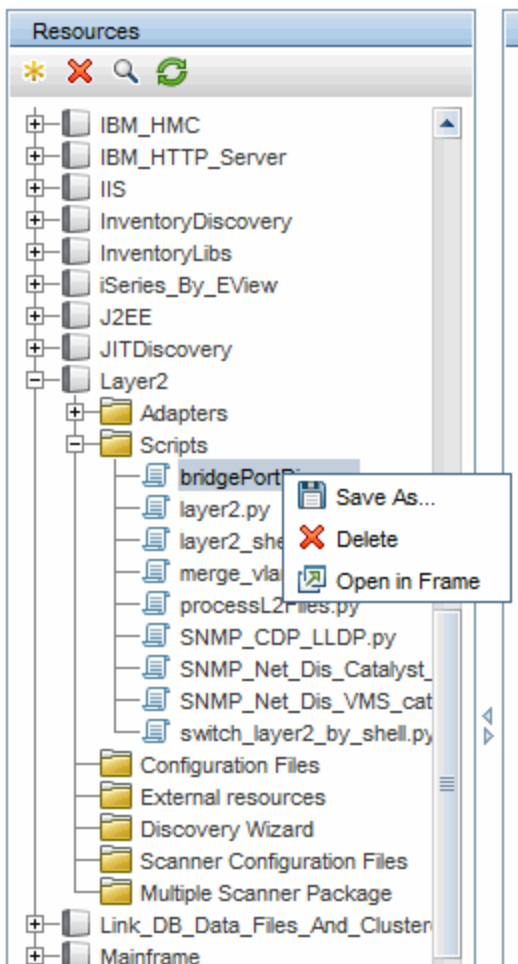 Resources
IBM_HMC
IBM_HTTP_Server
IIS
InventoryDiscovery
InventoryLibs
iSeries_By_EView
J2EE
JITDiscovery
Layer2
Adapters
Scripts
bridgePort
Save As...
layer2.py
layer2_she
Delete
merge_vla
Open in Frame
processL2Files.py
SNMP_CDP_LLDP.py
SNMP_Net_Dis_Catalyst_
SNMP_Net_Dis_VMS_cat
switch_layer2_by_shell.py
Configuration Files
External resources
Discovery Wizard
Scanner Configuration Files
Multiple Scanner Package
Link_DB_Data_Files_And_Cluster
Mainframe